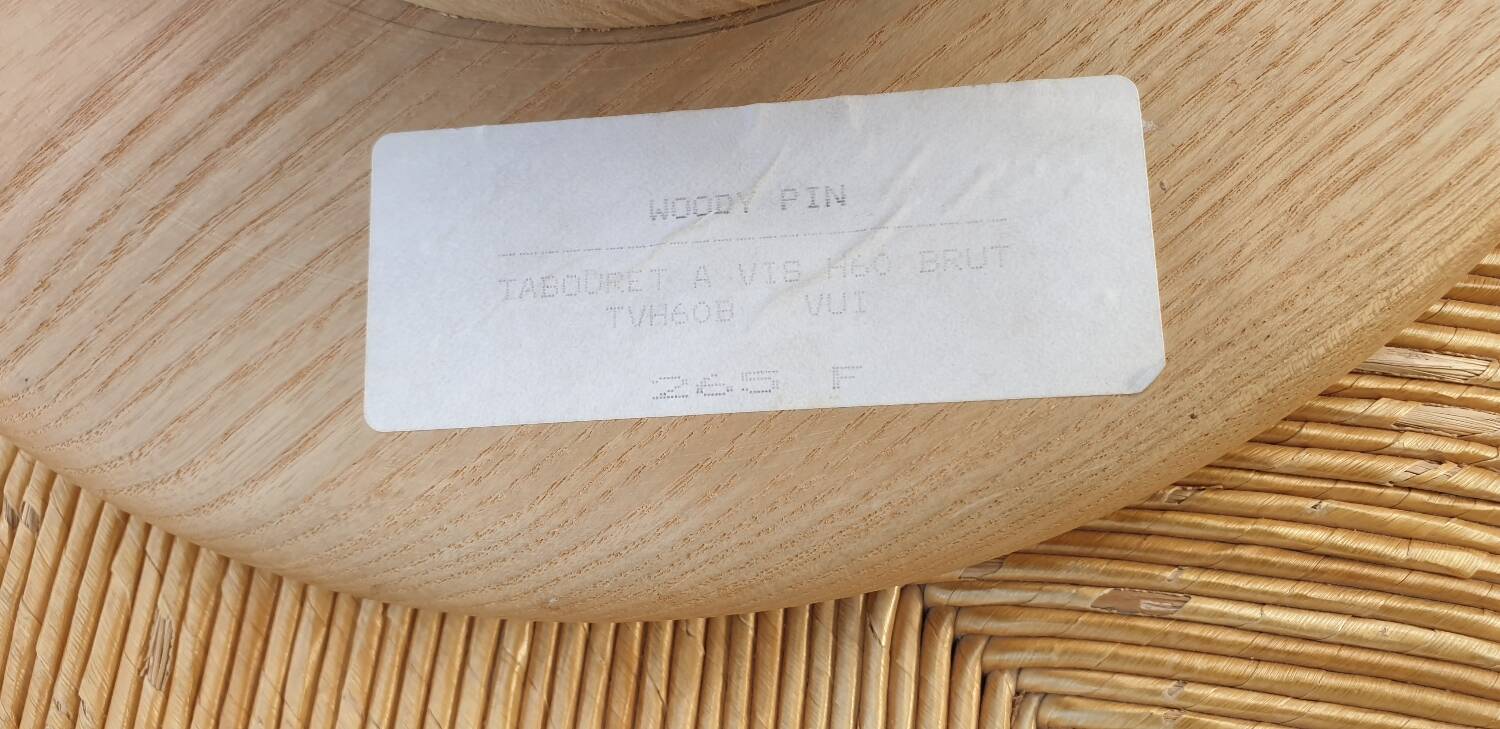 WOODY PIN
TABOURET A VIS H60 BRUT
TVH60B VUI
265 F